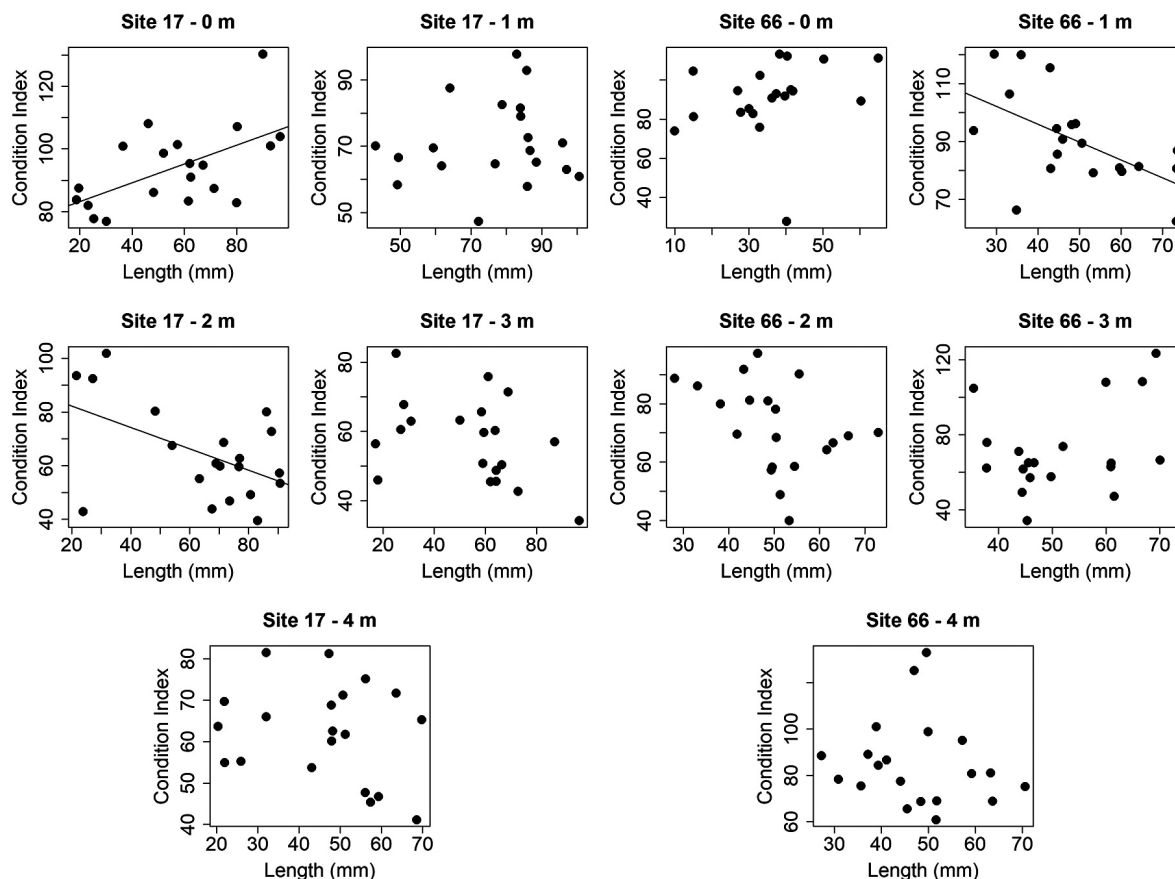 Site 17 - 0 m
120
100
80
Condition Index
20 40 60 80
Length (mm)
Site 17 - 1 m
90
70
50
Condition Index
50 70 90
Length (mm)
Site 66 - 0 m
80
60
40
Condition Index
10 30 50
Length (mm)
Site 66 - 1 m
110
90
70
Condition Index
30 40 50 60 70
Length (mm)
Site 17 - 2 m
100
80
60
40
Condition Index
20 40 60 80
Length (mm)
Site 17 - 3 m
80
60
40
Condition Index
20 40 60 80
Length (mm)
Site 66 - 2 m
80
60
40
Condition Index
30 40 50 60 70
Length (mm)
Site 66 - 3 m
120
80
40
Condition Index
40 50 60 70
Length (mm)
Site 17 - 4 m
80
70
60
50
40
Condition Index
20 30 40 50 60 70
Length (mm)
Site 66 - 4 m
100
80
60
Condition Index
30 40 50 60 70
Length (mm)